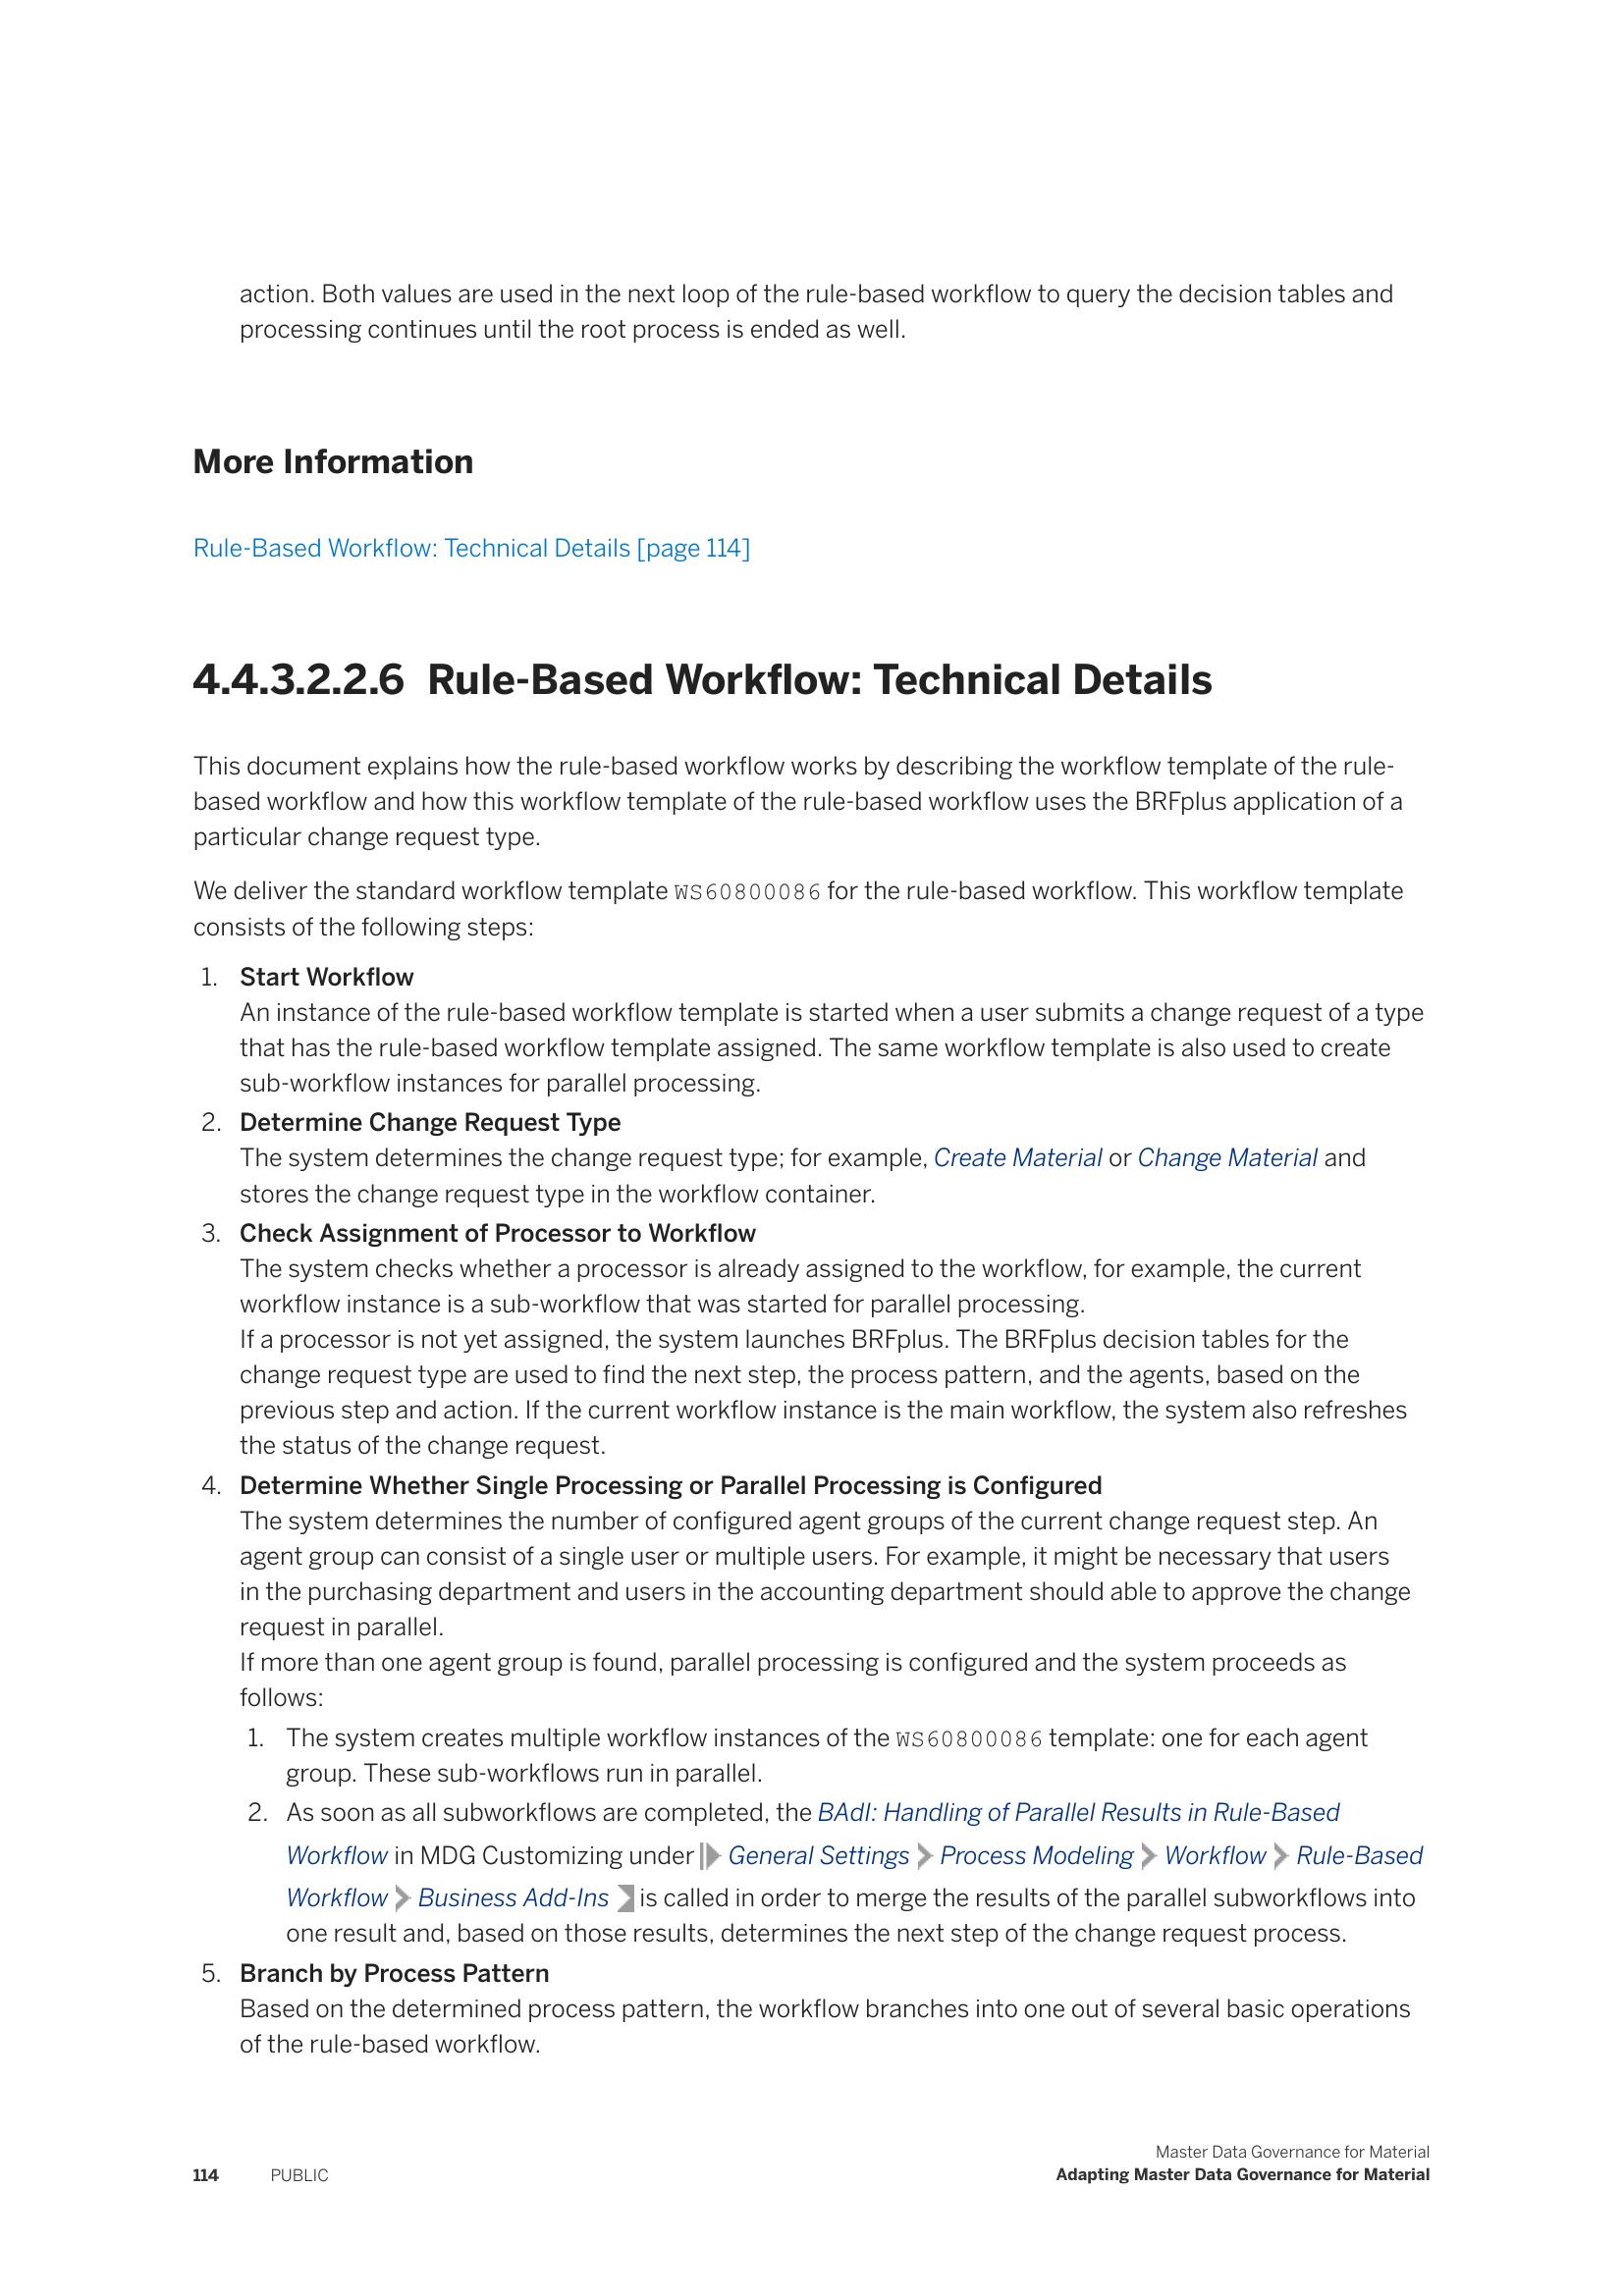 action. Both values are used in the next loop of the rule-based workflow to query the decision tables and
processing continues until the root process is ended as well.
More Information
Rule-Based Workflow: Technical Details [page 114]
4.4.3.2.2.6 Rule-Based Workflow: Technical Details
This document explains how the rule-based workflow works by describing the workflow template of the rule-
based workflow and how this workflow template of the rule-based workflow uses the BRFplus application of a
particular change request type.
We deliver the standard workflow template WS60800086 for the rule-based workflow. This workflow template
consists of the following steps:
1. Start Workflow
An instance of the rule-based workflow template is started when a user submits a change request of a type
that has the rule-based workflow template assigned. The same workflow template is also used to create
sub-workflow instances for parallel processing.
2. Determine Change Request Type
The system determines the change request type; for example, Create Material or Change Material and
stores the change request type in the workflow container.
3. Check Assignment of Processor to Workflow
The system checks whether a processor is already assigned to the workflow, for example, the current
workflow instance is a sub-workflow that was started for parallel processing.
If a processor is not yet assigned, the system launches BRFplus. The BRFplus decision tables for the
change request type are used to find the next step, the process pattern, and the agents, based on the
previous step and action. If the current workflow instance is the main workflow, the system also refreshes
the status of the change request.
4. Determine Whether Single Processing or Parallel Processing is Configured
The system determines the number of configured agent groups of the current change request step. An
agent group can consist of a single user or multiple users. For example, it might be necessary that users
in the purchasing department and users in the accounting department should able to approve the change
request in parallel.
If more than one agent group is found, parallel processing is configured and the system proceeds as
follows:
1. The system creates multiple workflow instances of the WS60800086 template: one for each agent
group. These sub-workflows run in parallel.
2. As soon as all subworkflows are completed, the BAdI: Handling of Parallel Results in Rule-Based
Workflow in MDG Customizing under General Settings Process Modeling Workflow Rule-Based
Workflow Business Add-Ins is called in order to merge the results of the parallel subworkflows into
one result and, based on those results, determines the next step of the change request process.
5. Branch by Process Pattern
Based on the determined process pattern, the workflow branches into one out of several basic operations
of the rule-based workflow.
Master Data Governance for Material
114 PUBLIC Adapting Master Data Governance for Material